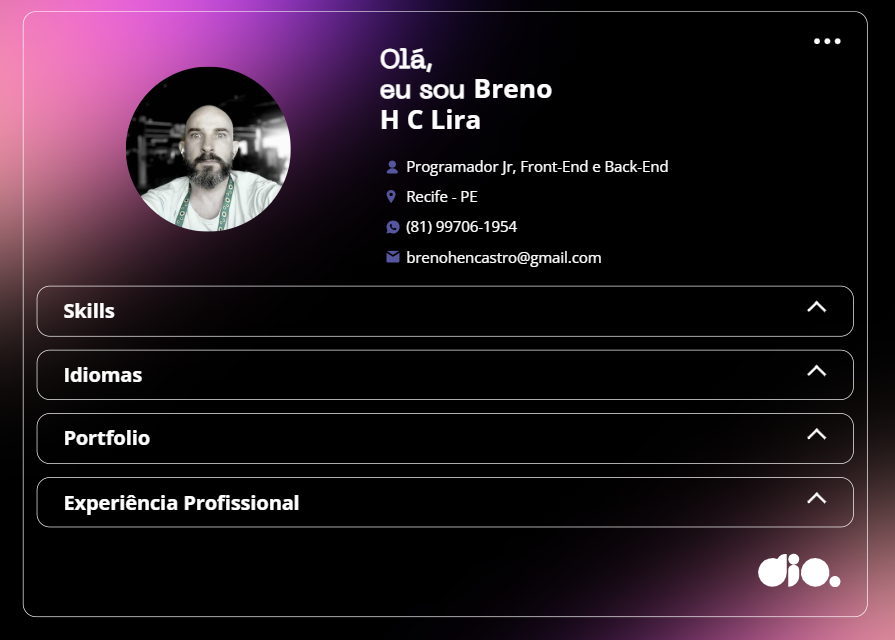 Olá,
eu sou Breno
H C Lira
Programador Jr, Front-End e Back-End
Recife - PE
(81) 99706-1954
brenohencastro@gmail.com
Skills
Idiomas
Portfolio
Experiência Profissional
dio.